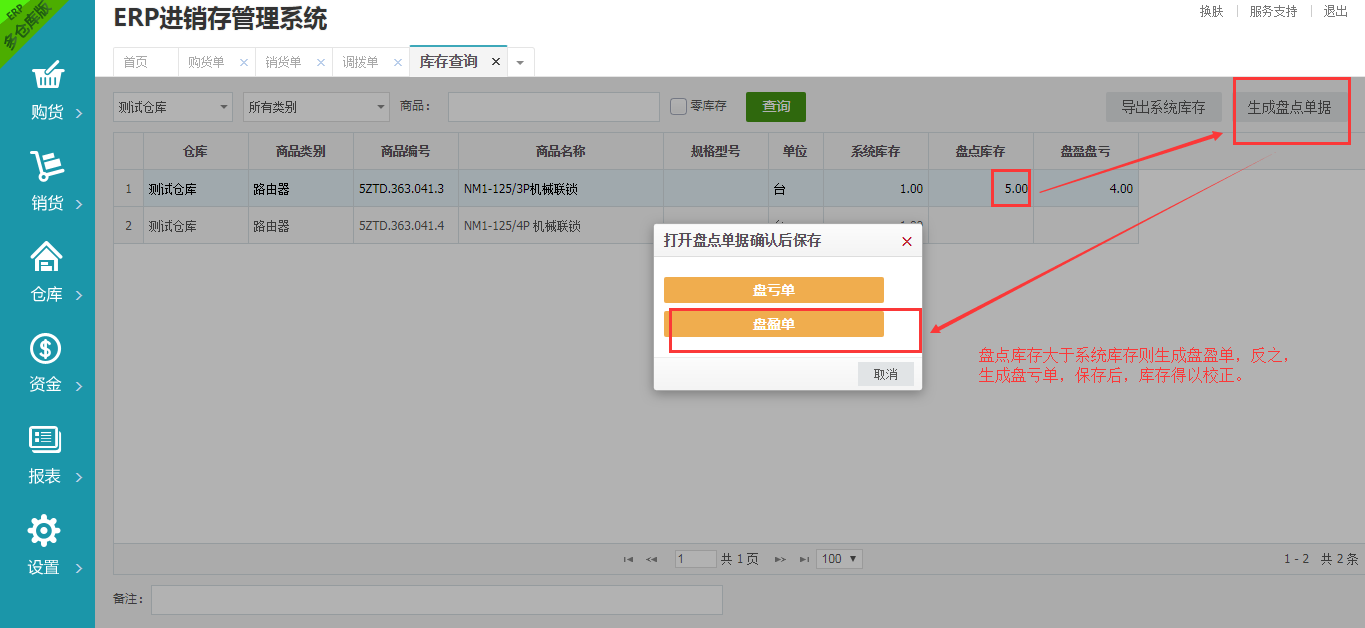 ERP
多仓库版
ERP进销存管理系统
换肤 服务支持 退出
首页 购货单 销货单 调拨单 库存查询
测试仓库 所有类别 商品: 零库存 查询 导出系统库存 生成盘点单据
仓库 商品类别 商品编号 商品名称 规格型号 单位 系统库存 盘点库存 盘盈盘亏
1 测试仓库 路由器 5ZTD.363.041.3 NM1-125/3P机械联锁 台 1.00 5.00 4.00
2 测试仓库 路由器 5ZTD.363.041.4 NM1-125/4P 机械联锁
打开盘点单据确认后保存
盘亏单
盘盈单
取消
盘点库存大于系统库存则生成盘盈单,反之,
生成盘亏单,保存后,库存得以校正。
购货
销货
仓库
资金
报表
设置
1 共 1 页 100 1 - 2 共 2 条
备注: